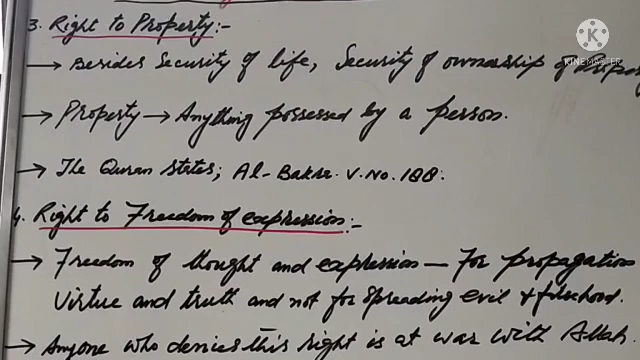 3. Right to Property:-
KINEMASTER
→ Besides Security of life, Security of ownership of Property
→ Property → Anything possessed by a person.
→ The Quran States; Al-Bakra V.No. 188.
4. Right to Freedom of expression:-
→ Freedom of thought and expression — For propagation
Virtue and truth and not for Spreading evil + falsehood.
→ Anyone who denies this right is at war with Allah.